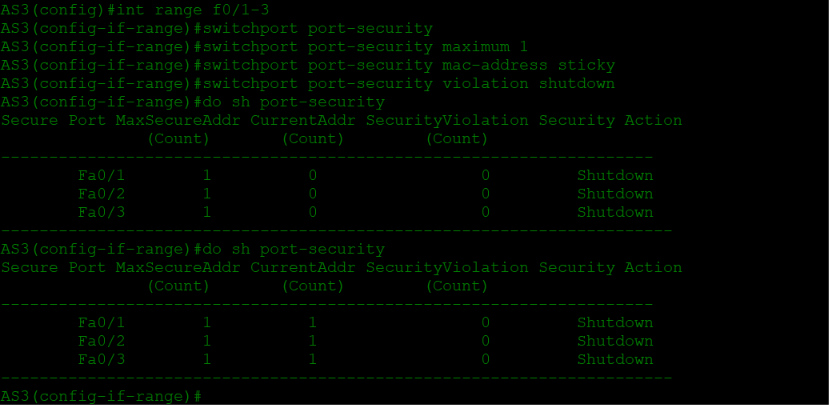 AS3(config)#int range f0/1-3
AS3(config-if-range)#switchport port-security
AS3(config-if-range)#switchport port-security maximum 1
AS3(config-if-range)#switchport port-security mac-address sticky
AS3(config-if-range)#switchport port-security violation shutdown
AS3(config-if-range)#do sh port-security
Secure Port MaxSecureAddr CurrentAddr SecurityViolation Security Action
(Count) (Count) (Count)
--------------------------------------------------------------------
Fa0/1 1 0 0 Shutdown
Fa0/2 1 0 0 Shutdown
Fa0/3 1 0 0 Shutdown
----------------------------------------------------------------------
AS3(config-if-range)#do sh port-security
Secure Port MaxSecureAddr CurrentAddr SecurityViolation Security Action
(Count) (Count) (Count)
--------------------------------------------------------------------
Fa0/1 1 1 0 Shutdown
Fa0/2 1 1 0 Shutdown
Fa0/3 1 1 0 Shutdown
----------------------------------------------------------------------
AS3(config-if-range)#